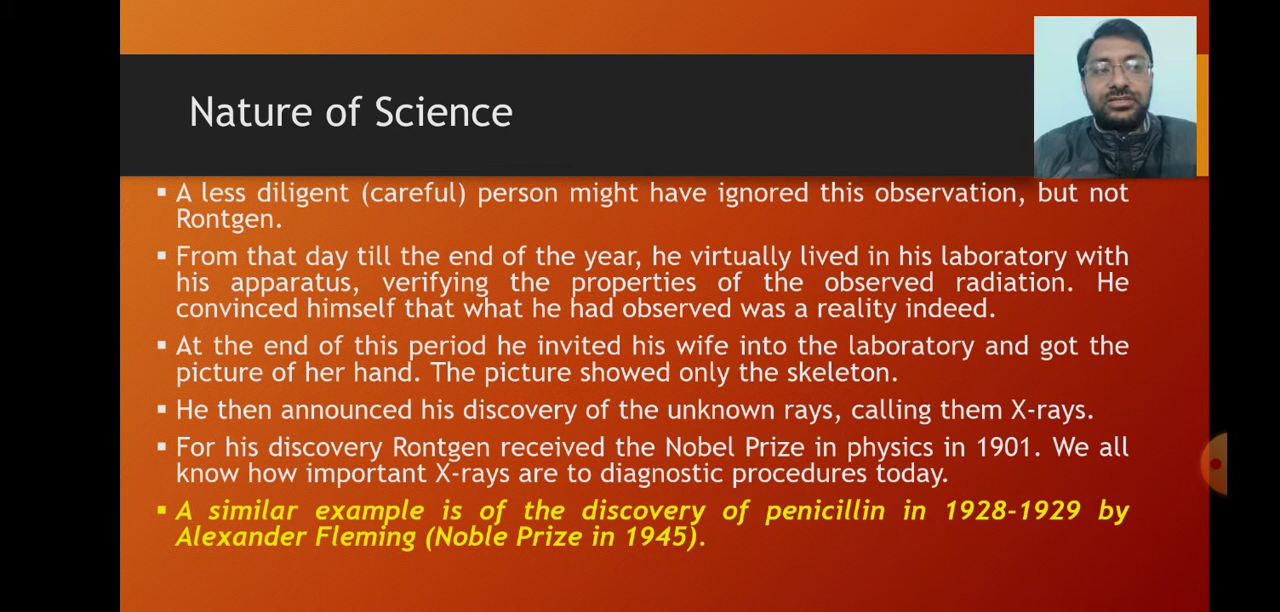 Nature of Science
▪ A less diligent (careful) person might have ignored this observation, but not
Rontgen.
▪ From that day till the end of the year, he virtually lived in his laboratory with
his apparatus, verifying the properties of the observed radiation. He
convinced himself that what he had observed was a reality indeed.
▪ At the end of this period he invited his wife into the laboratory and got the
picture of her hand. The picture showed only the skeleton.
▪ He then announced his discovery of the unknown rays, calling them X-rays.
▪ For his discovery Rontgen received the Nobel Prize in physics in 1901. We all
know how important X-rays are to diagnostic procedures today.
▪ A similar example is of the discovery of penicillin in 1928-1929 by
Alexander Fleming (Noble Prize in 1945).